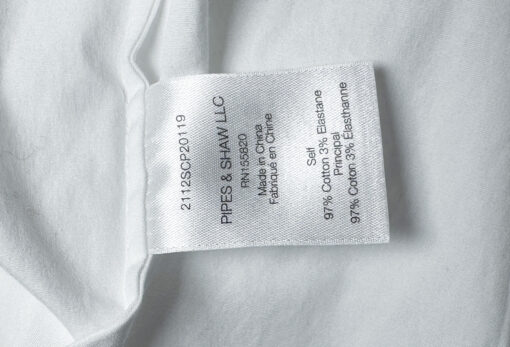 2112SCP20119
PIPES & SHAW LLC
RN155820
Made in China
Fabriqué en Chine
Self
97% Cotton 3% Elastane
Principal
97% Coton 3% Élasthanne